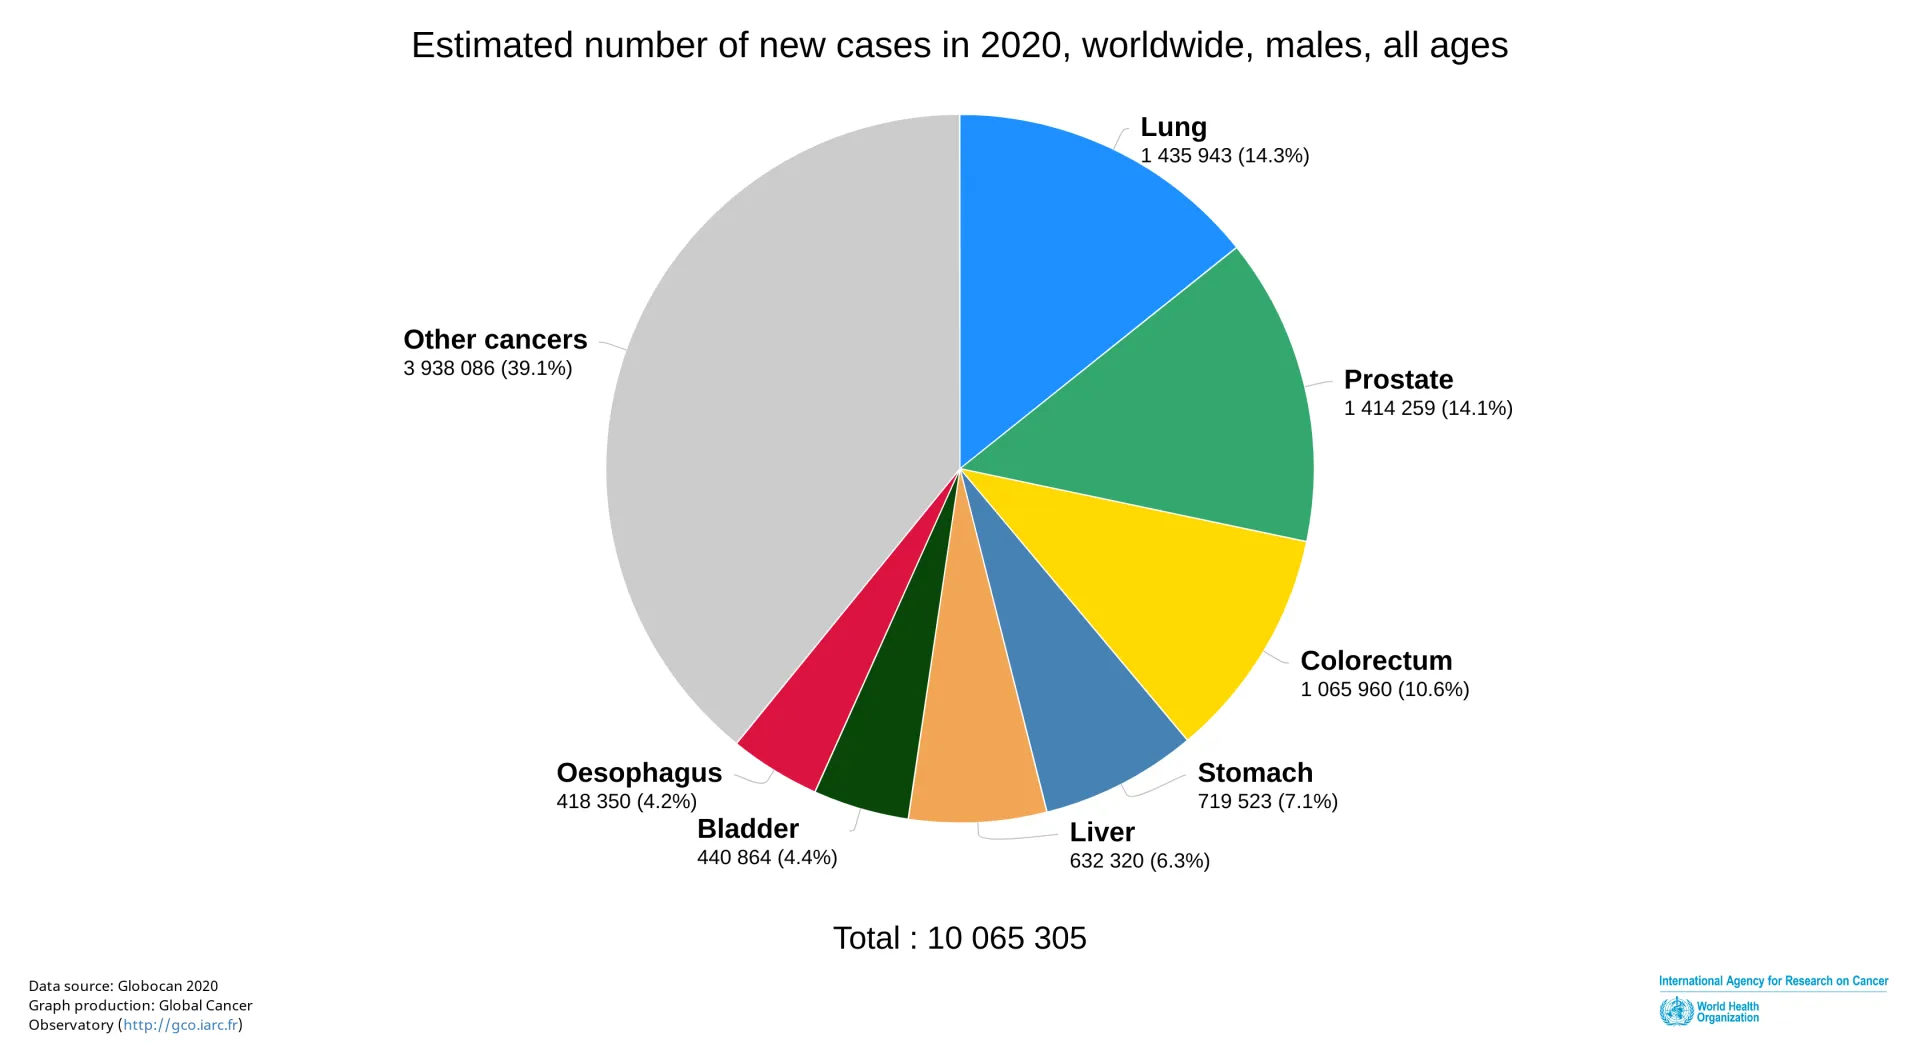 Estimated number of new cases in 2020, worldwide, males, all ages
Lung
1 435 943 (14.3%)
Prostate
1 414 259 (14.1%)
Colorectum
1 065 960 (10.6%)
Stomach
719 523 (7.1%)
Liver
632 320 (6.3%)
Bladder
440 864 (4.4%)
Oesophagus
418 350 (4.2%)
Other cancers
3 938 086 (39.1%)
Total : 10 065 305
Data source: Globocan 2020
Graph production: Global Cancer
Observatory (http://gco.iarc.fr)
International Agency for Research on Cancer
World Health
Organization